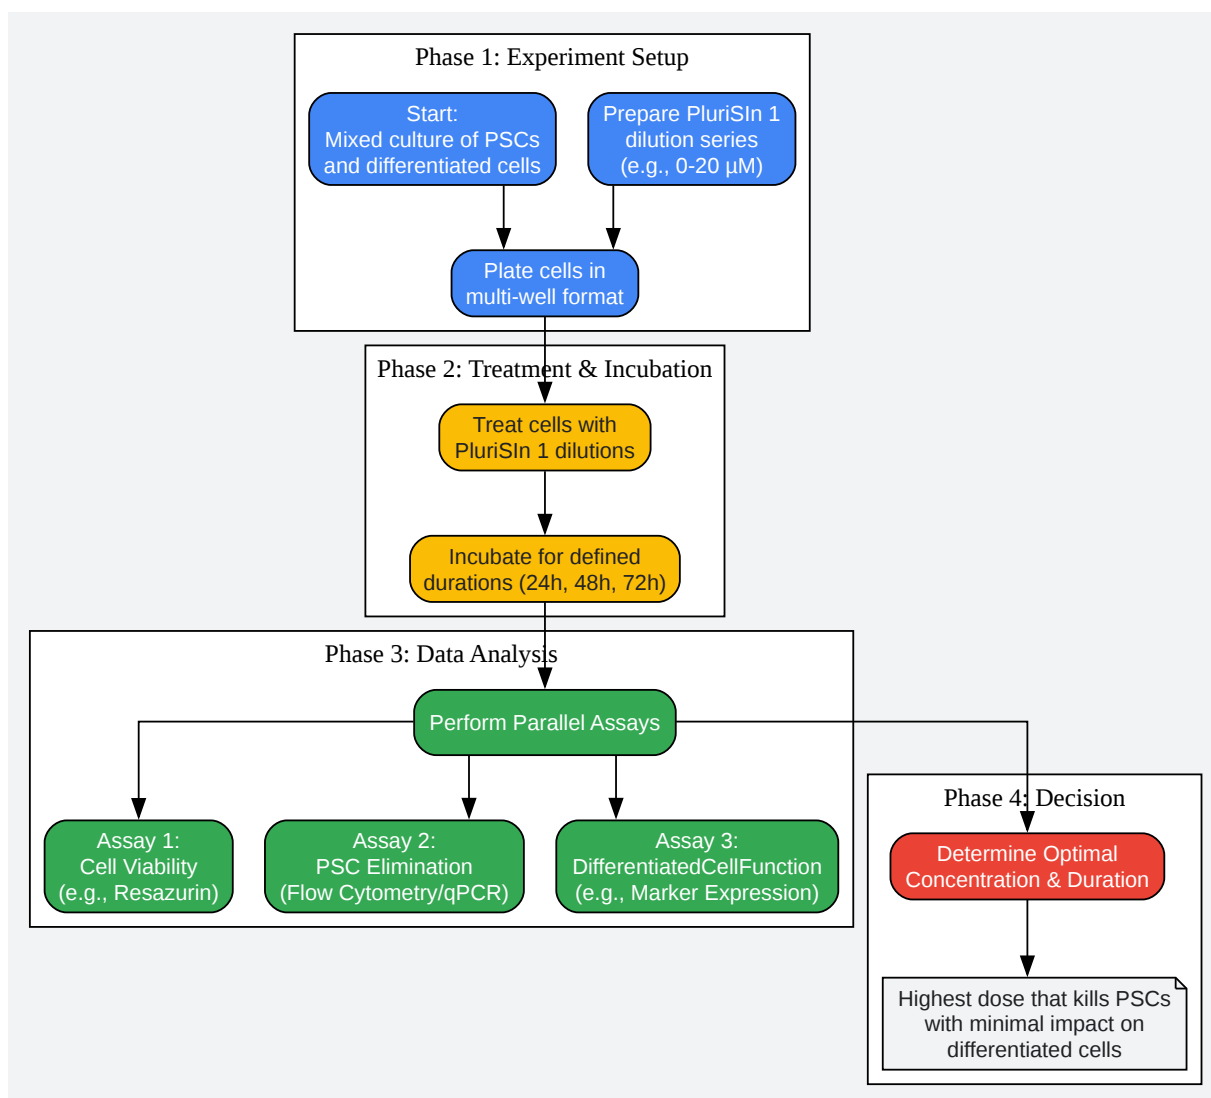 Phase 1: Experiment Setup
Start:
Mixed culture of PSCs
and differentiated cells
Prepare PluriSIn 1
dilution series
(e.g., 0-20 µM)
Plate cells in
multi-well format
Phase 2: Treatment & Incubation
Treat cells with
PluriSIn 1 dilutions
Incubate for defined
durations (24h, 48h, 72h)
Phase 3: Data Analysis
Perform Parallel Assays
Assay 1:
Cell Viability
(e.g., Resazurin)
Assay 2:
PSC Elimination
(Flow Cytometry/qPCR)
Assay 3:
DifferentiatedCellFunction
(e.g., Marker Expression)
Phase 4: Decision
Determine Optimal
Concentration & Duration
Highest dose that kills PSCs
with minimal impact on
differentiated cells